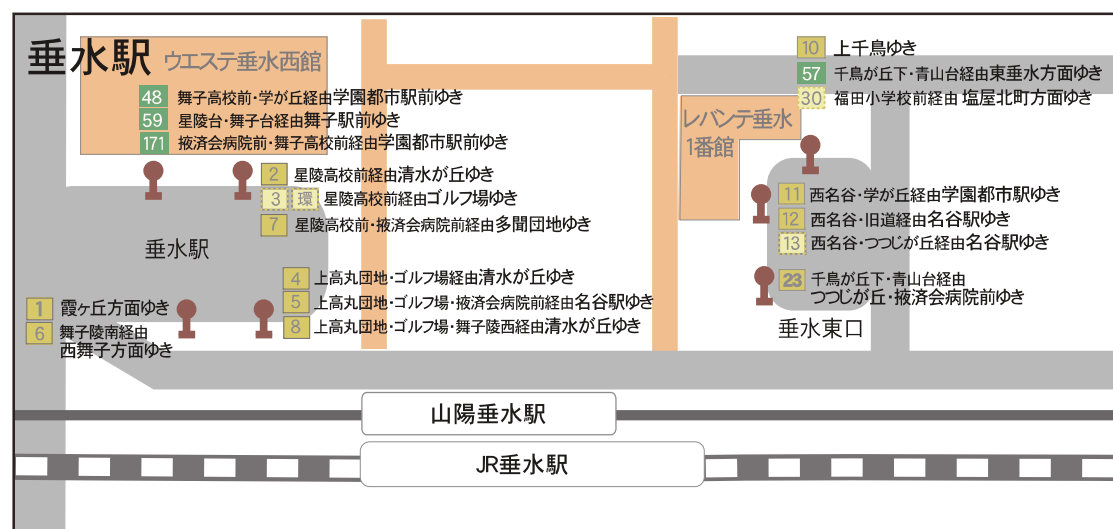 垂水駅
ウエステ垂水西館
48 舞子高校前・学が丘経由学園都市駅前ゆき
59 星陵台・舞子台経由舞子駅前ゆき
171 掖済会病院前・舞子高校前経由学園都市駅前ゆき
2 星陵高校前経由清水が丘ゆき
3 環 星陵高校前経由ゴルフ場ゆき
7 星陵高校前・掖済会病院前経由多聞団地ゆき
垂水駅
4 上高丸団地・ゴルフ場経由清水が丘ゆき
5 上高丸団地・ゴルフ場・掖済会病院前経由名谷駅ゆき
8 上高丸団地・ゴルフ場・舞子陵西経由清水が丘ゆき
1 霞ヶ丘方面ゆき
6 舞子陵南経由
西舞子方面ゆき
10 上千鳥ゆき
57 千鳥が丘下・青山台経由東垂水方面ゆき
30 福田小学校前経由 塩屋北町方面ゆき
レバンテ垂水
1番館
11 西名谷・学が丘経由学園都市駅ゆき
12 西名谷・旧道経由名谷駅ゆき
13 西名谷・つつじが丘経由名谷駅ゆき
23 千鳥が丘下・青山台経由
つつじが丘・掖済会病院前ゆき
垂水東口
山陽垂水駅
JR垂水駅